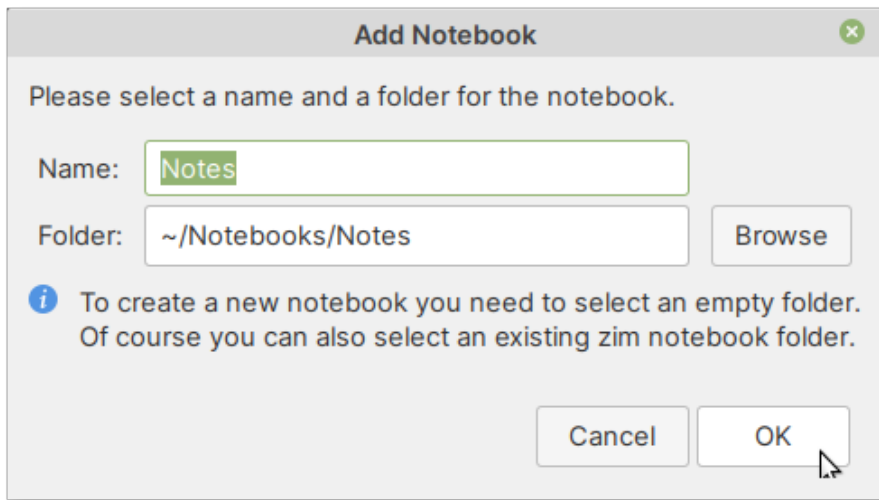 Add Notebook
Please select a name and a folder for the notebook.
Name: Notes
Folder: ~/Notebooks/Notes Browse
To create a new notebook you need to select an empty folder.
Of course you can also select an existing zim notebook folder.
Cancel OK